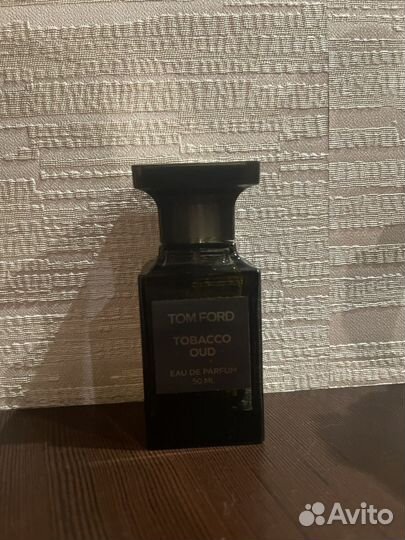 TOM FORD
TOBACCO
OUD
EAU DE PARFUM
50 ML
Avito